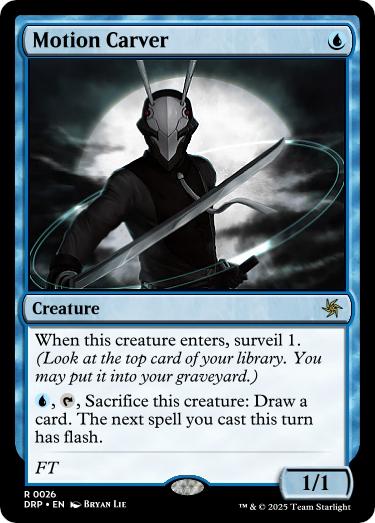 Motion Carver
Creature
When this creature enters, surveil 1.
(Look at the top card of your library. You
may put it into your graveyard.)
, , Sacrifice this creature: Draw a
card. The next spell you cast this turn
has flash.
FT
1/1
R 0026
DRP • EN Bryan Lie
™ & © 2025 Team Starlight